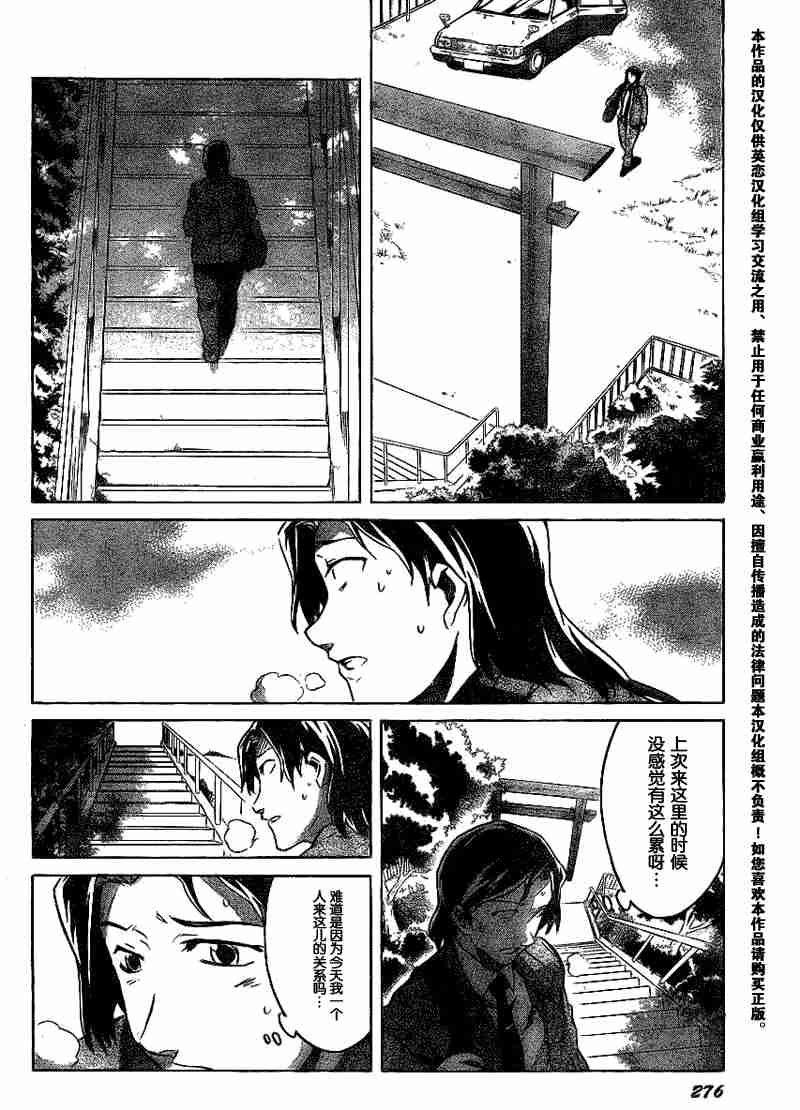 上次来这里的时候
没感觉有这么累呀…
难道是因为今天我一个
人来这儿的关系吗…
本作品的汉化仅供英恋汉化组学习交流之用、禁止用于任何商业赢利用途、因擅自传播造成的法律问题本汉化组概不负责！如您喜欢本作品请购买正版。
276